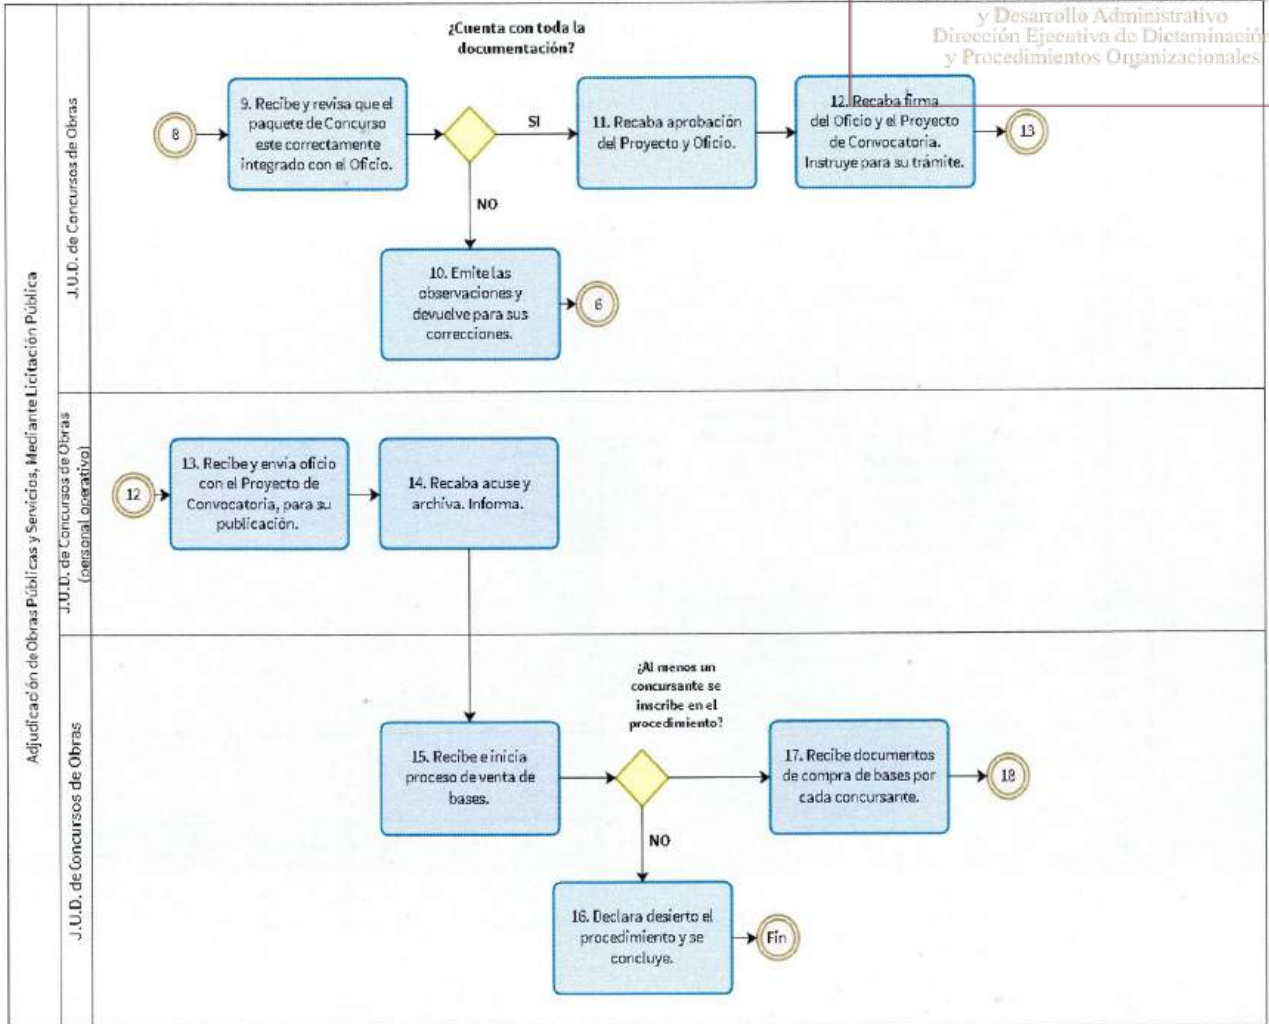 y Desarrollo Administrativo
Dirección Ejecutiva de Dictaminación
y Procedimientos Organizacionales
Adjudicación de Obras Públicas y Servicios, Mediante Licitación Pública
J.U.D. de Concursos de Obras
¿Cuenta con toda la
documentación?
8
9. Recibe y revisa que el
paquete de Concurso
este correctamente
integrado con el Oficio.
SI
11. Recaba aprobación
del Proyecto y Oficio.
12. Recaba firma
del Oficio y el Proyecto
de Convocatoria.
Instruye para su trámite.
13
NO
10. Emite las
observaciones y
devuelve para sus
correcciones.
6
J.U.D. de Concursos de Obras
(personal operativo)
12
13. Recibe y envía oficio
con el Proyecto de
Convocatoria, para su
publicación.
14. Recaba acuse y
archiva. Informa.
J.U.D. de Concursos de Obras
¿Al menos un
concursante se
inscribe en el
procedimiento?
15. Recibe e inicia
proceso de venta de
bases.
17. Recibe documentos
de compra de bases por
cada concursante.
18
NO
16. Declara desierto el
procedimiento y se
concluye.
Fin